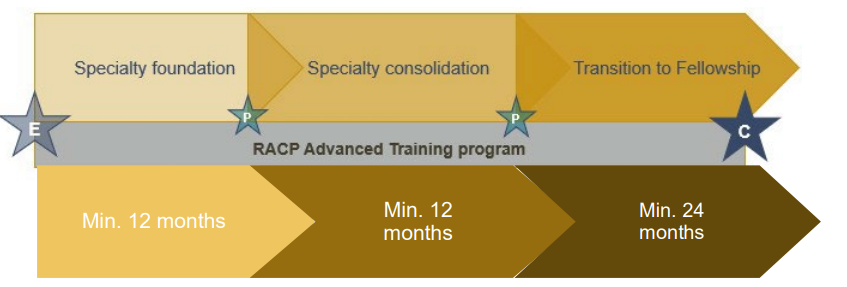 Specialty foundation
Specialty consolidation
Transition to Fellowship
E
P
P
C
RACP Advanced Training program
Min. 12 months
Min. 12
months
Min. 24
months